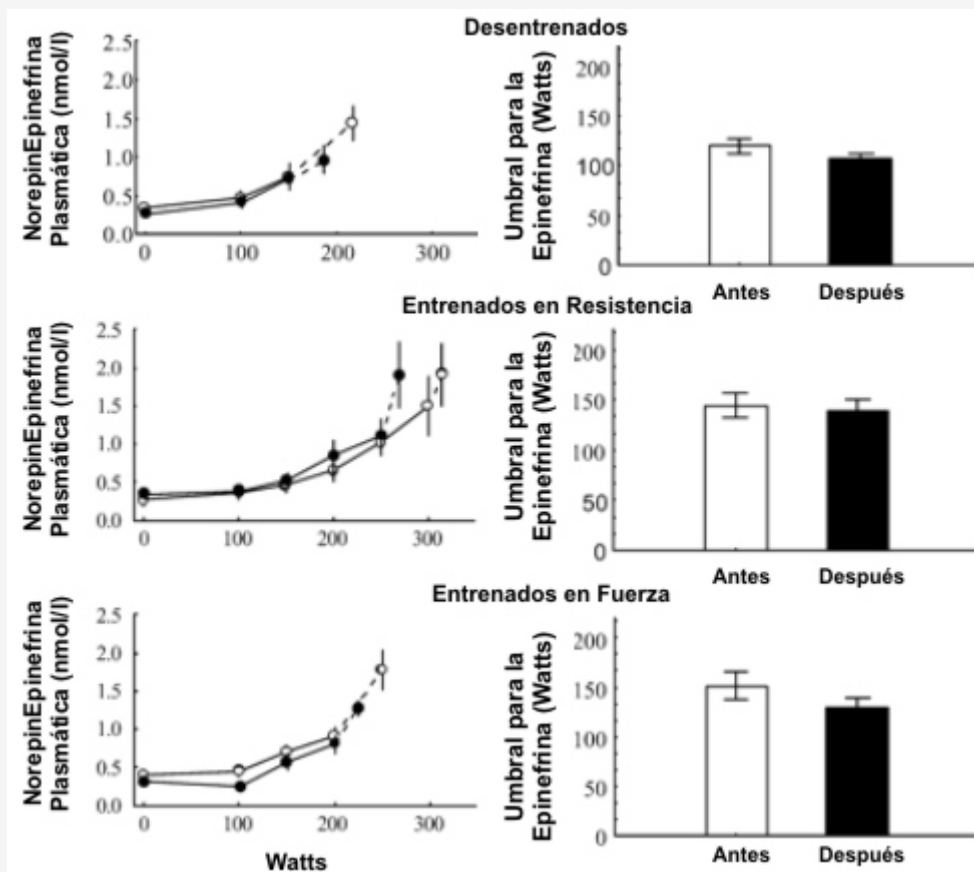 Desentrenados
NorepinEpinefrina
Plasmática (nmol/l)
2.5
2.0
1.5
1.0
0.5
0.0
0 100 200 300
Umbral para la
Epinefrina (Watts)
200
150
100
50
0
Antes Después
Entrenados en Resistencia
NorepinEpinefrina
Plasmática (nmol/l)
2.5
2.0
1.5
1.0
0.5
0.0
0 100 200 300
Umbral para la
Epinefrina (Watts)
200
150
100
50
0
Antes Después
Entrenados en Fuerza
NorepinEpinefrina
Plasmática (nmol/l)
2.5
2.0
1.5
1.0
0.5
0.0
0 100 200 300
Watts
Umbral para la
Epinefrina (Watts)
200
150
100
50
0
Antes Después